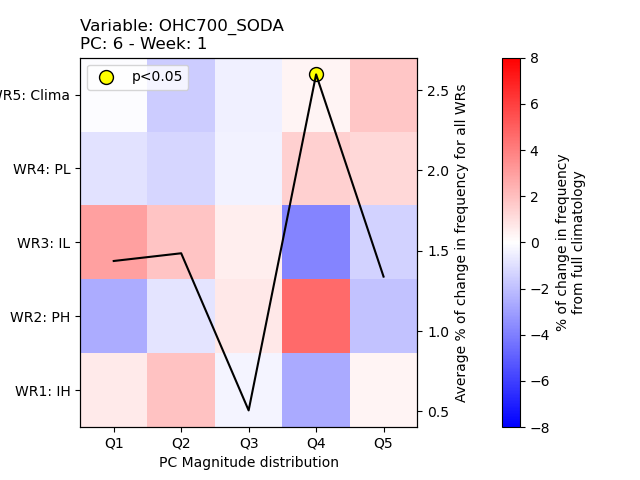 Variable: OHC700_SODA
PC: 6 - Week: 1
p<0.05
R5: Clima
WR4: PL
WR3: IL
WR2: PH
WR1: IH
Q1 Q2 Q3 Q4 Q5
PC Magnitude distribution
2.5
2.0
1.5
1.0
0.5
Average % of change in frequency for all WRs
8
6
4
2
0
−2
−4
−6
−8
% of change in frequency
from full climatology